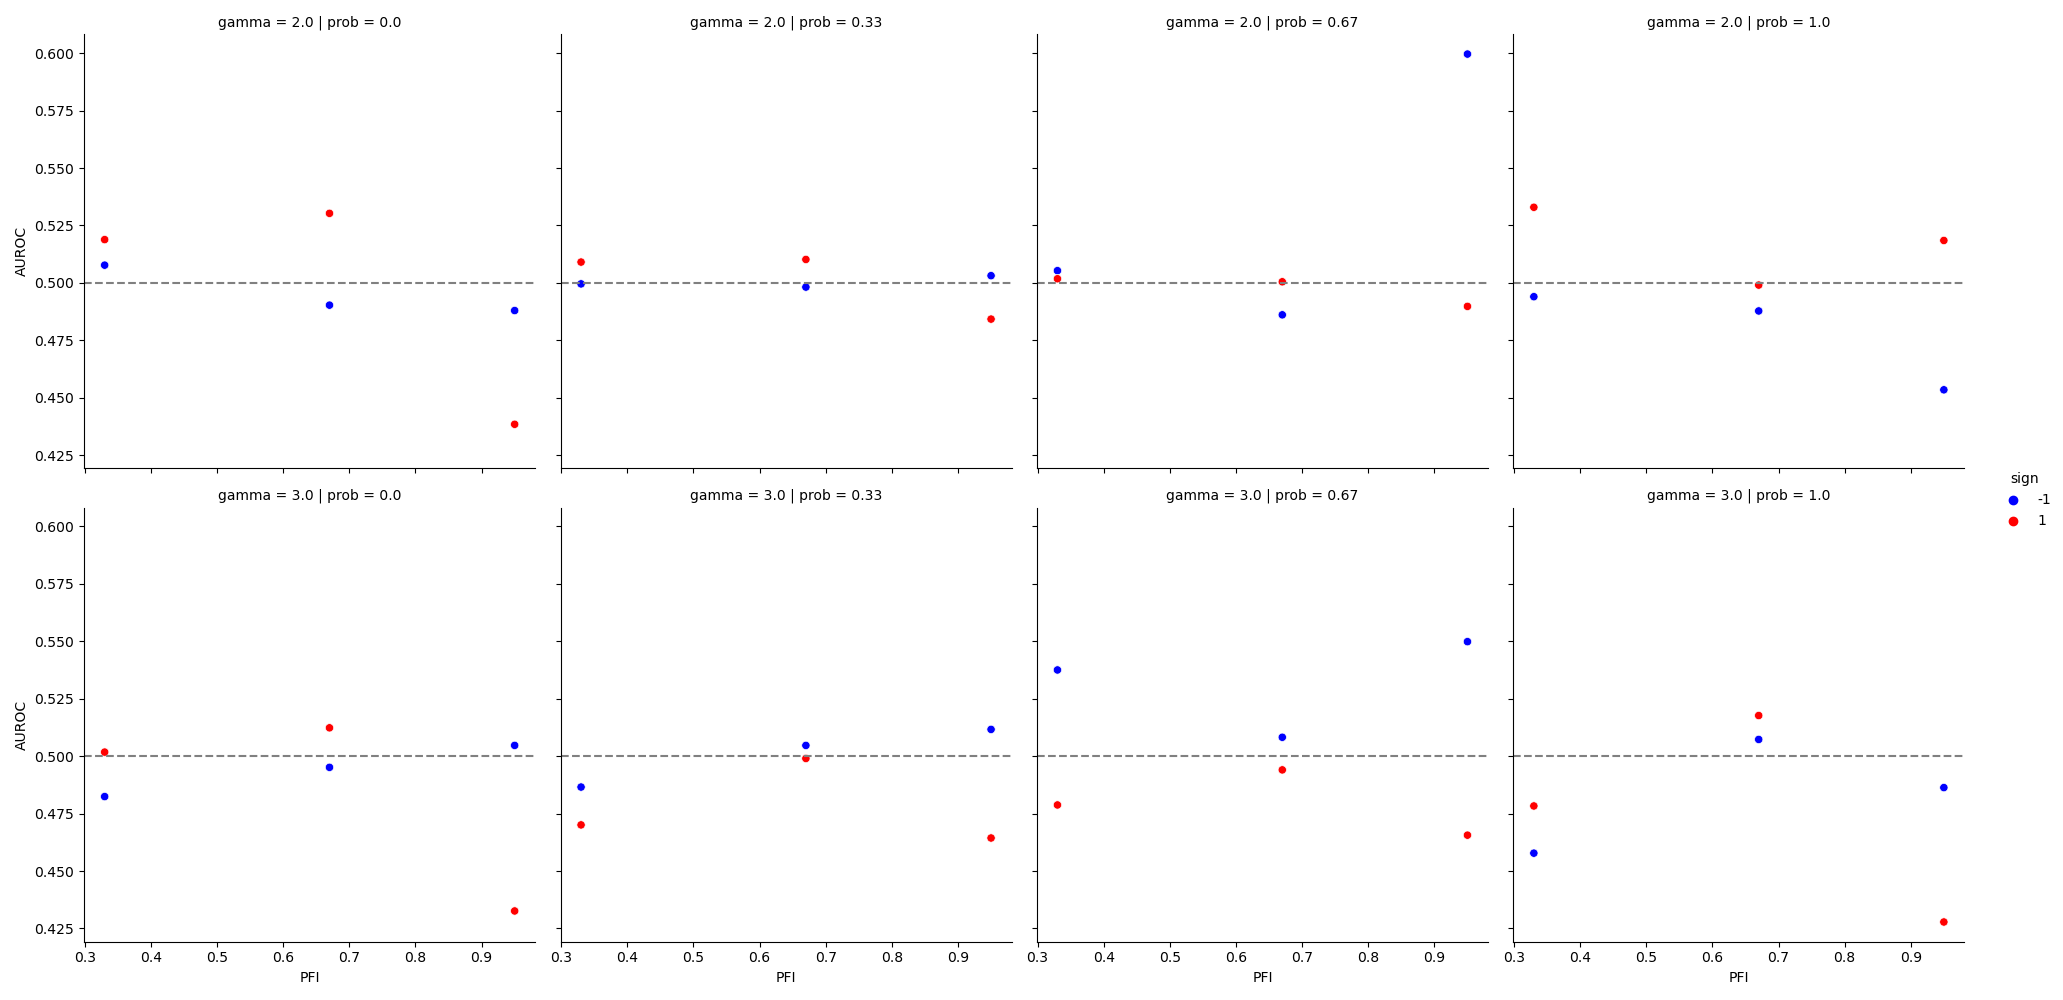 gamma = 2.0 | prob = 0.0
gamma = 2.0 | prob = 0.33
gamma = 2.0 | prob = 0.67
gamma = 2.0 | prob = 1.0
0.600
0.575
0.550
0.525
0.500
0.475
0.450
0.425
AUROC
sign
-1
1
gamma = 3.0 | prob = 0.0
gamma = 3.0 | prob = 0.33
gamma = 3.0 | prob = 0.67
gamma = 3.0 | prob = 1.0
0.600
0.575
0.550
0.525
0.500
0.475
0.450
0.425
AUROC
0.3 0.4 0.5 0.6 0.7 0.8 0.9
0.3 0.4 0.5 0.6 0.7 0.8 0.9
0.3 0.4 0.5 0.6 0.7 0.8 0.9
0.3 0.4 0.5 0.6 0.7 0.8 0.9
PFI
PFI
PFI
PFI